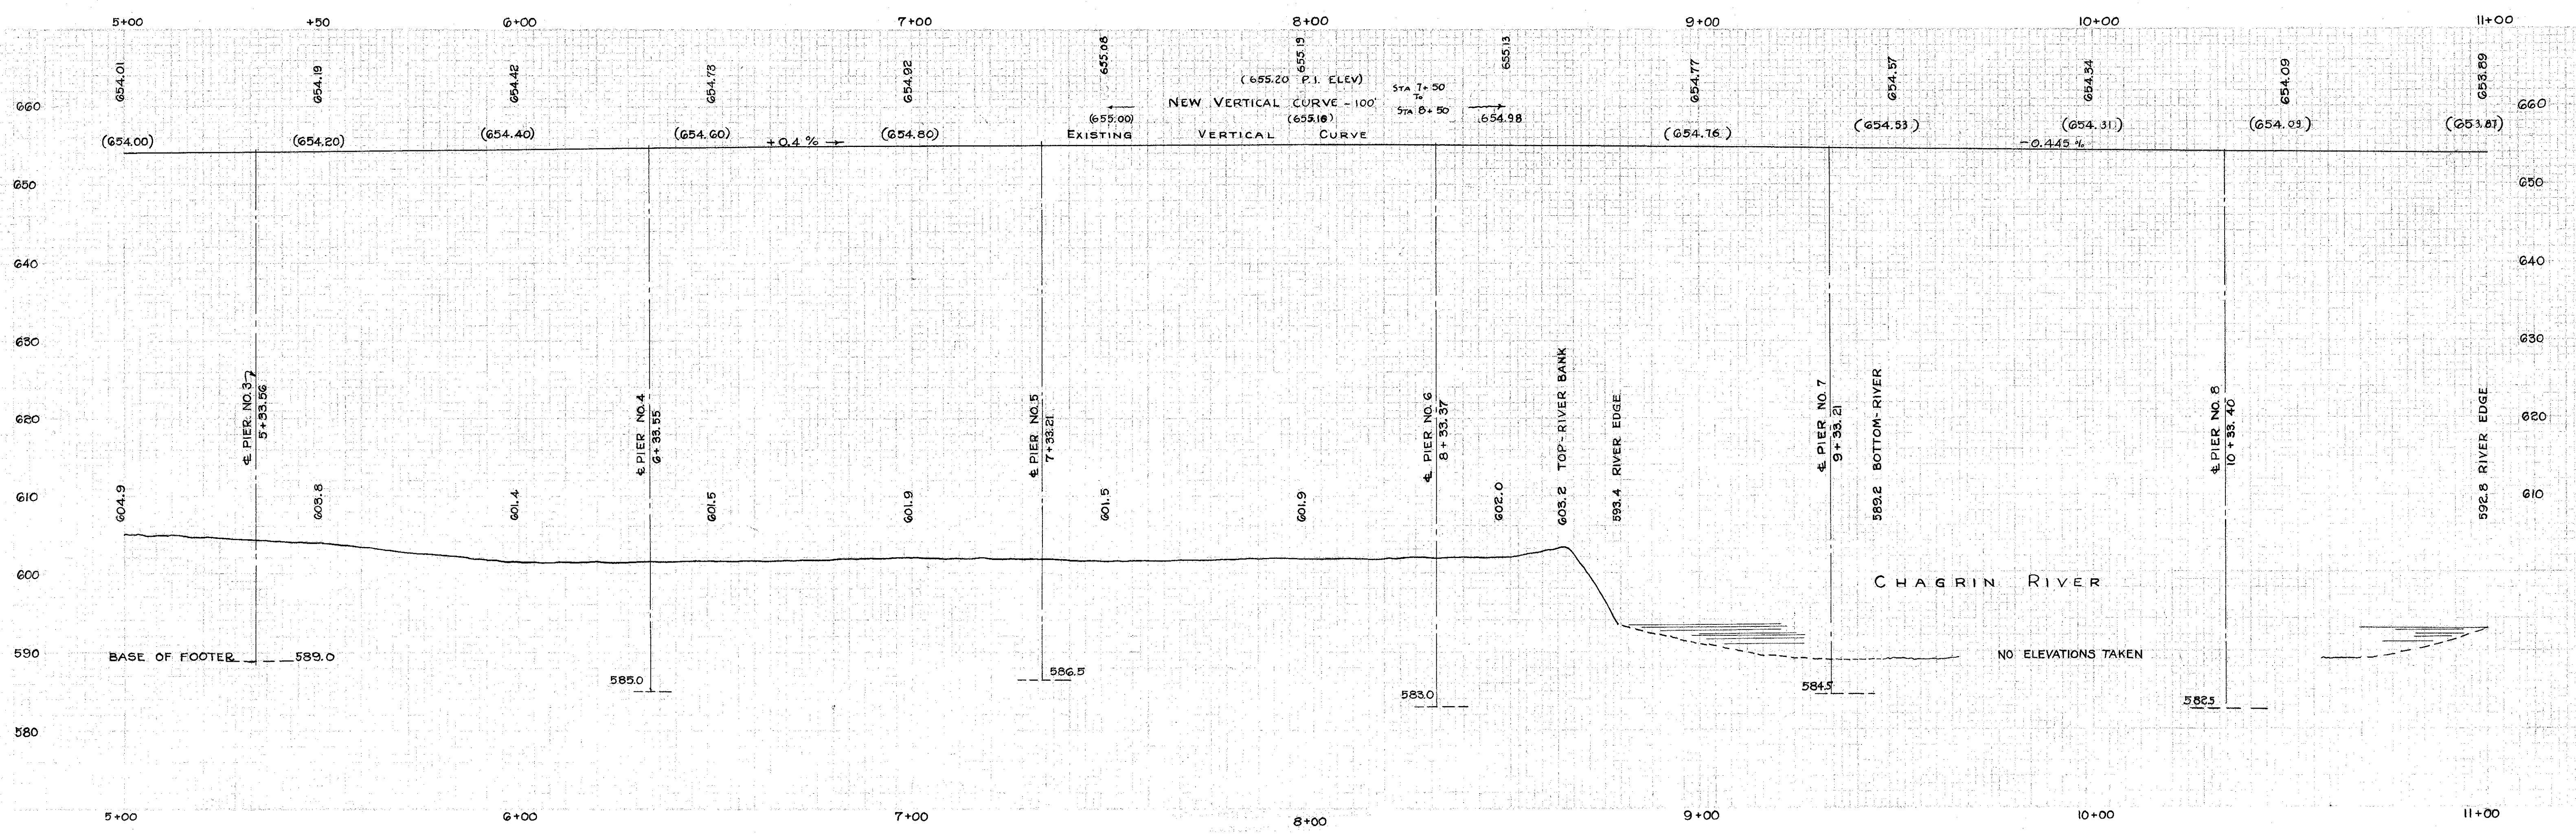 5+00 +50 6+00 7+00 8+00 9+00 10+00 11+00
654.01 654.19 654.42 654.73 654.92 655.08 655.19 655.13 654.77 654.57 654.34 654.09 653.89
(655.20 P.I. ELEV)
NEW VERTICAL CURVE - 100'
STA 7+50
TO
STA 8+50
(654.00) (654.20) (654.40) (654.60) (654.80) (655.00) (655.10) (654.98 (654.76) (654.53) (654.31) (654.09) (653.87)
+0.4 % EXISTING VERTICAL CURVE -0.445 %
660 660
650 650
640 640
630 630
620 620
610 610
600
590
580
℄ PIER NO. 3
5+33.56
℄ PIER NO. 4
6+33.55
℄ PIER NO. 5
7+33.21
℄ PIER NO. 6
8+33.37
603.2 TOP-RIVER BANK
593.4 RIVER EDGE
℄ PIER NO. 7
9+33.21
589.2 BOTTOM-RIVER
℄ PIER NO. 8
10+33.40
592.8 RIVER EDGE
604.9 603.8 601.4 601.5 601.9 601.5 601.9 602.0
CHAGRIN RIVER
BASE OF FOOTER 589.0
NO ELEVATIONS TAKEN
585.0 586.5 583.0 584.5 582.5
5+00 6+00 7+00 8+00 9+00 10+00 11+00